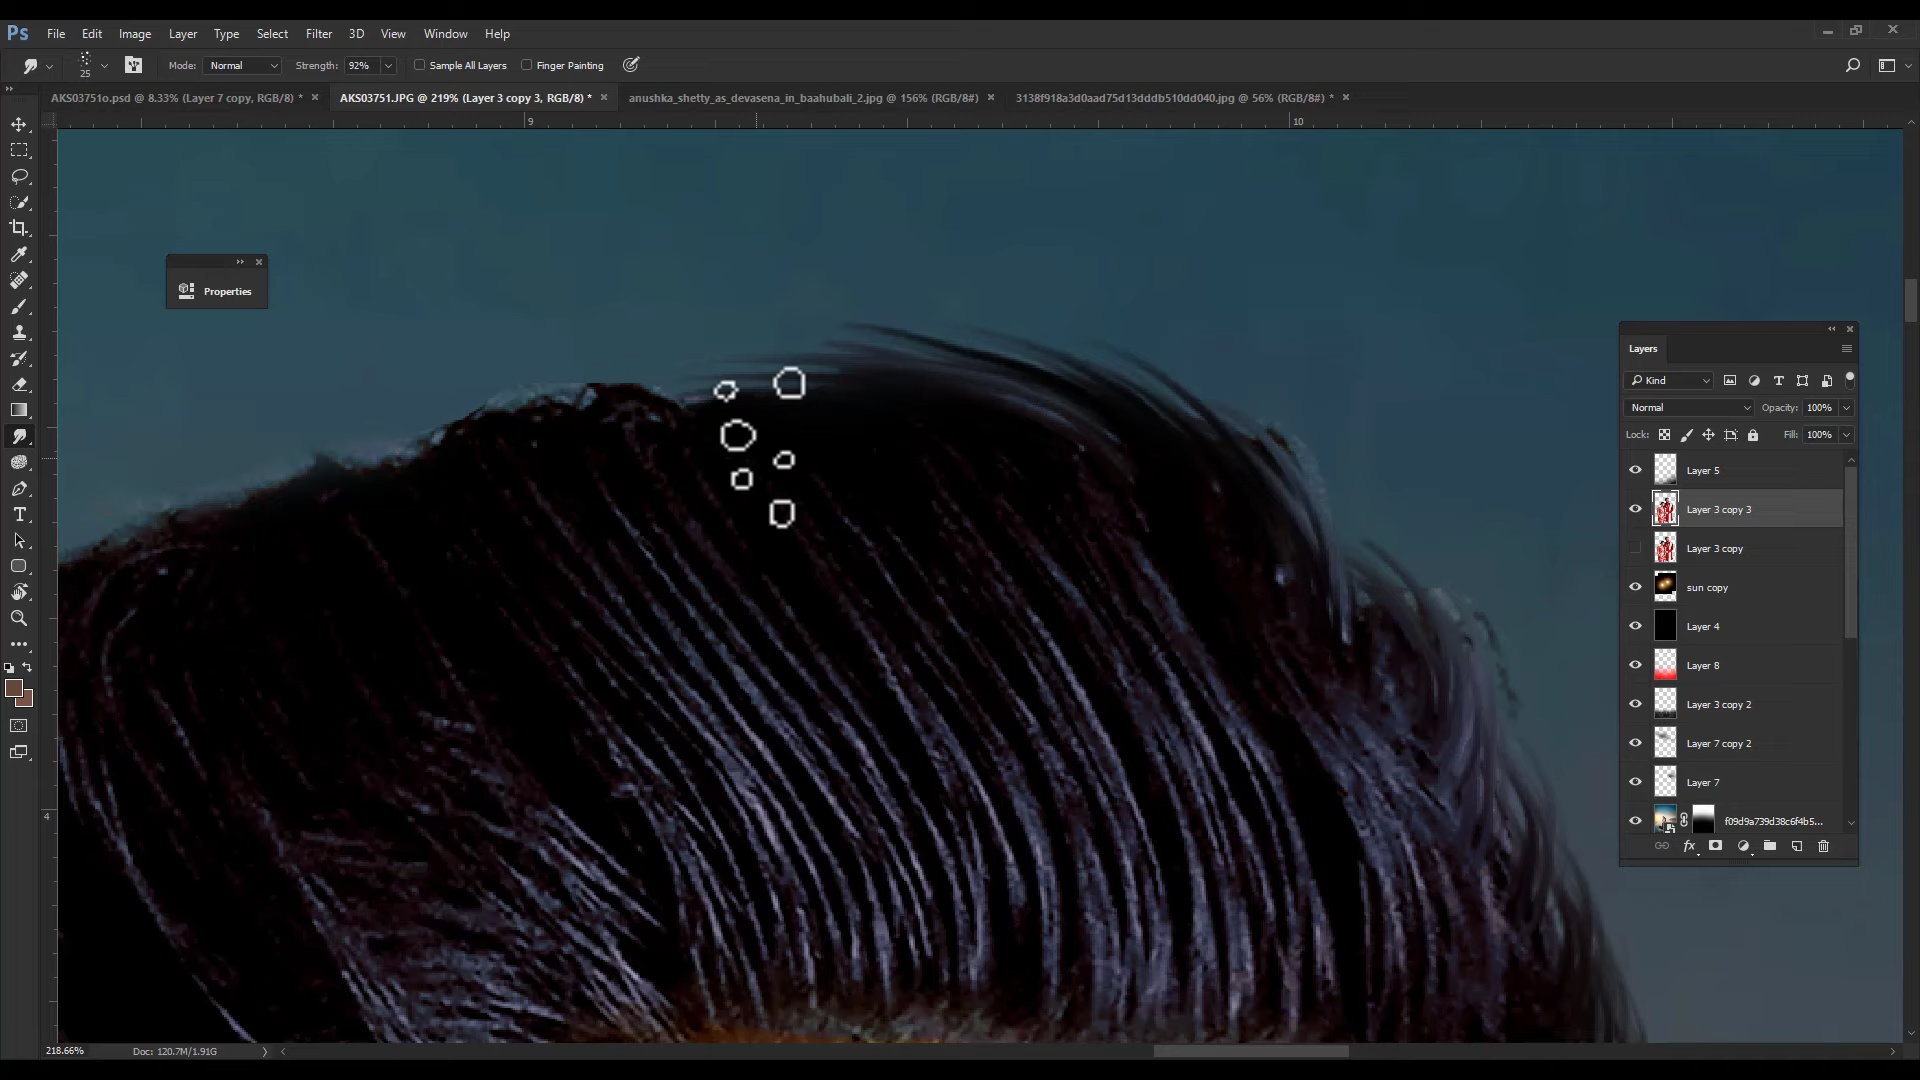 Ps File Edit Image Layer Type Select Filter 3D View Window Help
25 Mode: Normal Strength: 92% Sample All Layers Finger Painting
AKS03751o.psd @ 8.33% (Layer 7 copy, RGB/8) * AKS03751.JPG @ 219% (Layer 3 copy 3, RGB/8) * anushka_shetty_as_devasena_in_baahubali_2.jpg @ 156% (RGB/8#) 3138f918a3d0aad75d13dddb510dd040.jpg @ 56% (RGB/8#) *
9 10
Properties
Layers
Kind
Normal Opacity: 100%
Lock: Fill: 100%
Layer 5
Layer 3 copy 3
Layer 3 copy
sun copy
Layer 4
Layer 8
Layer 3 copy 2
Layer 7 copy 2
Layer 7
f09d9a739d38c6f4b5...
fx
4
218.66% Doc: 120.7M/1.91G